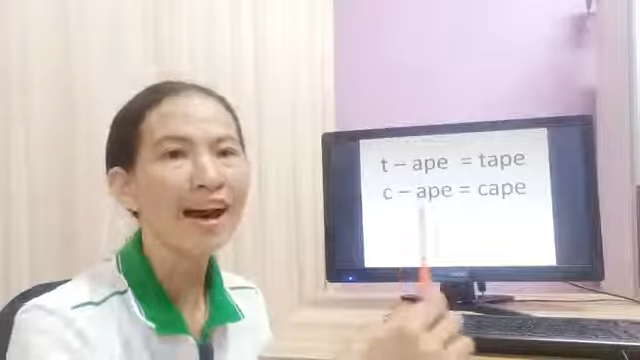 t – ape = tape
c – ape = cape